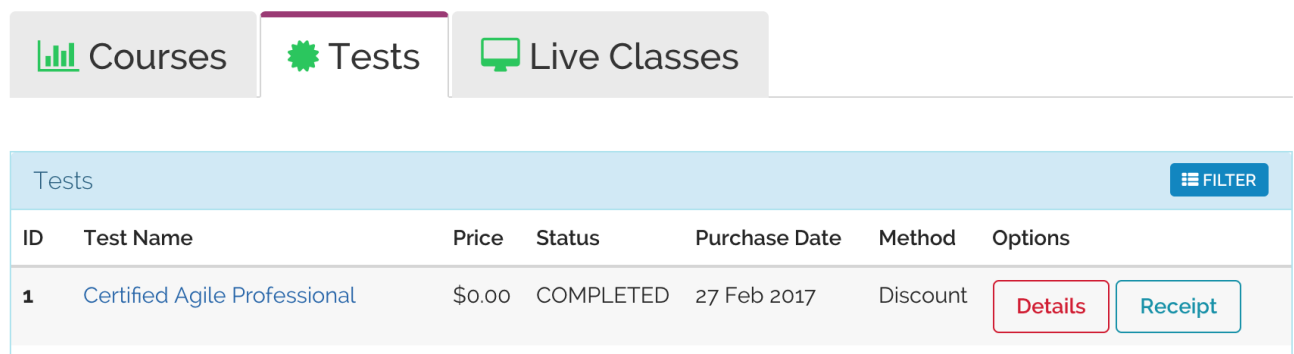 Courses Tests Live Classes
Tests FILTER
ID Test Name Price Status Purchase Date Method Options
1 Certified Agile Professional $0.00 COMPLETED 27 Feb 2017 Discount Details Receipt